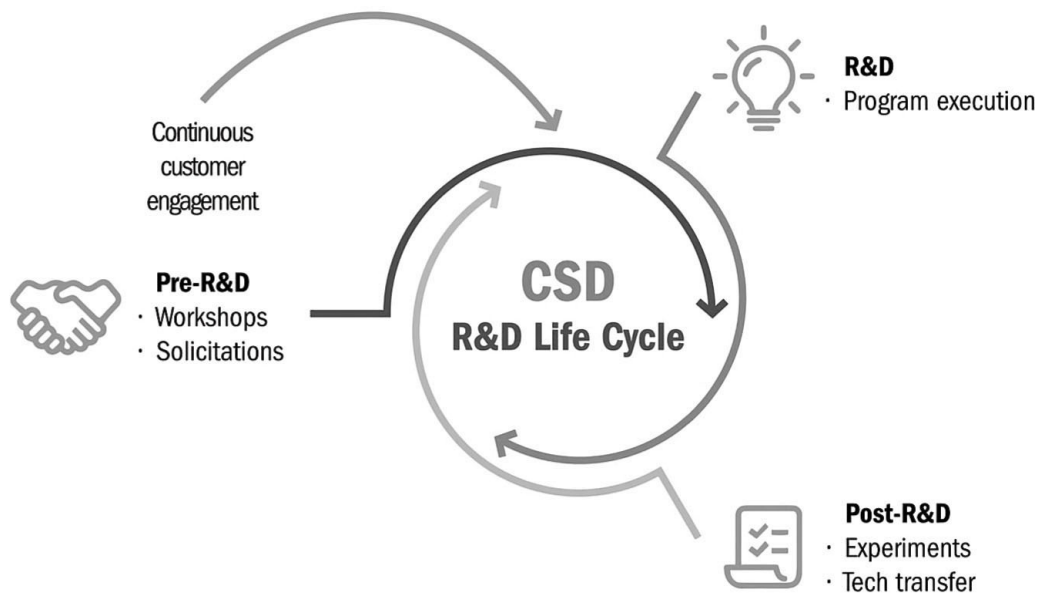 Continuous
customer
engagement
Pre-R&D
· Workshops
· Solicitations
CSD
R&D Life Cycle
R&D
· Program execution
Post-R&D
· Experiments
· Tech transfer